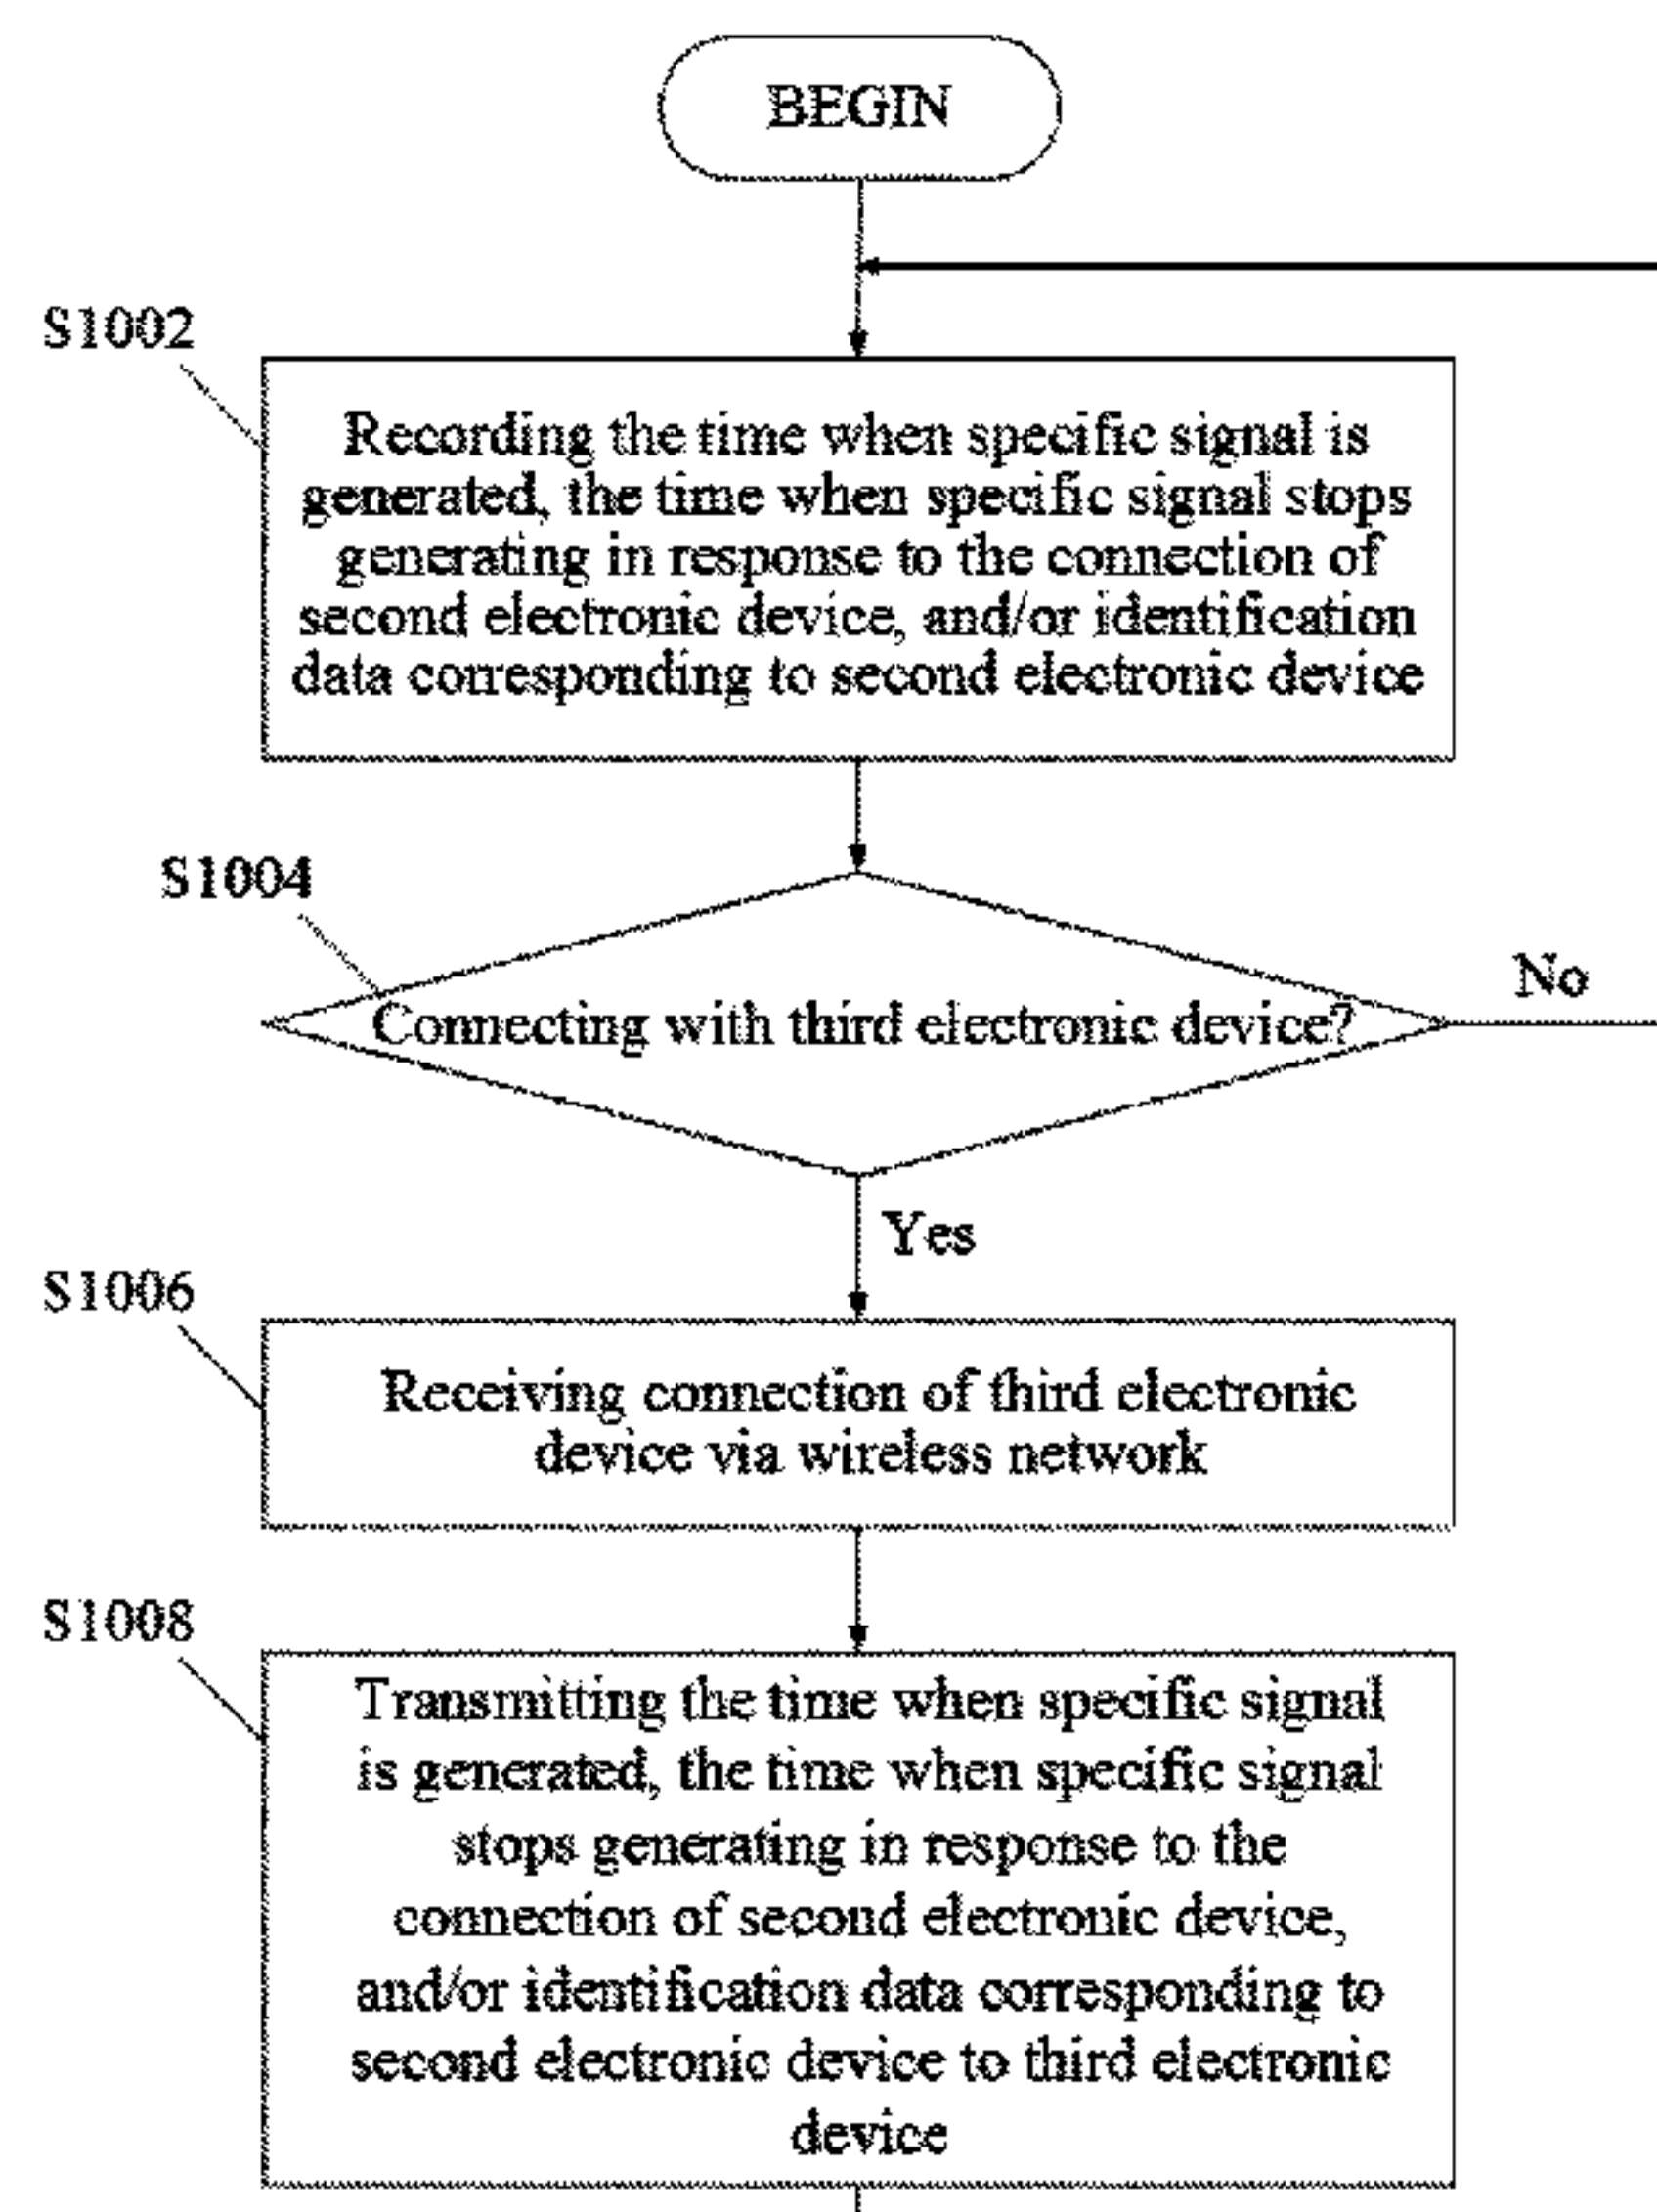 BEGIN
S1002
Recording the time when specific signal is
generated, the time when specific signal stops
generating in response to the connection of
second electronic device, and/or identification
data corresponding to second electronic device
S1004
Connecting with third electronic device?
No
Yes
S1006
Receiving connection of third electronic
device via wireless network
S1008
Transmitting the time when specific signal
is generated, the time when specific signal
stops generating in response to the
connection of second electronic device,
and/or identification data corresponding to
second electronic device to third electronic
device